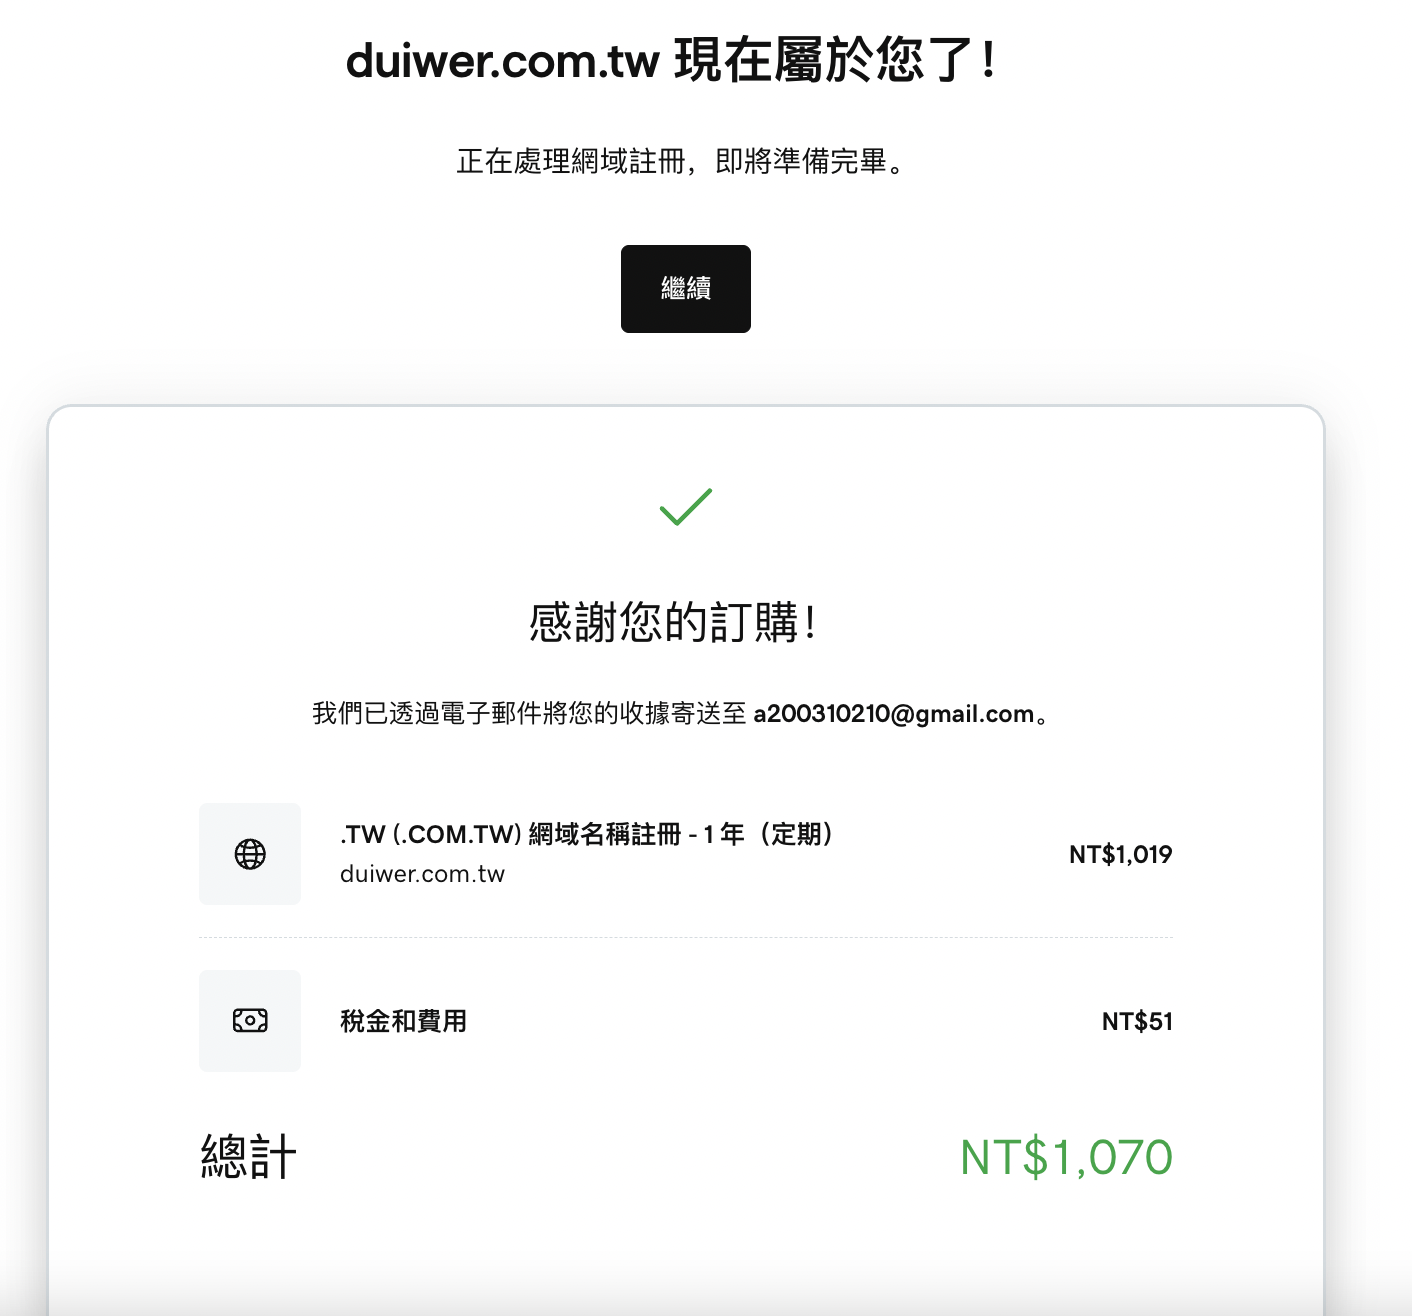 duiwer.com.tw 現在屬於您了！
正在處理網域註冊，即將準備完畢。
繼續
感謝您的訂購！
我們已透過電子郵件將您的收據寄送至 a200310210@gmail.com。
.TW (.COM.TW) 網域名稱註冊 - 1 年（定期）
duiwer.com.tw
NT$1,019
稅金和費用
NT$51
總計
NT$1,070